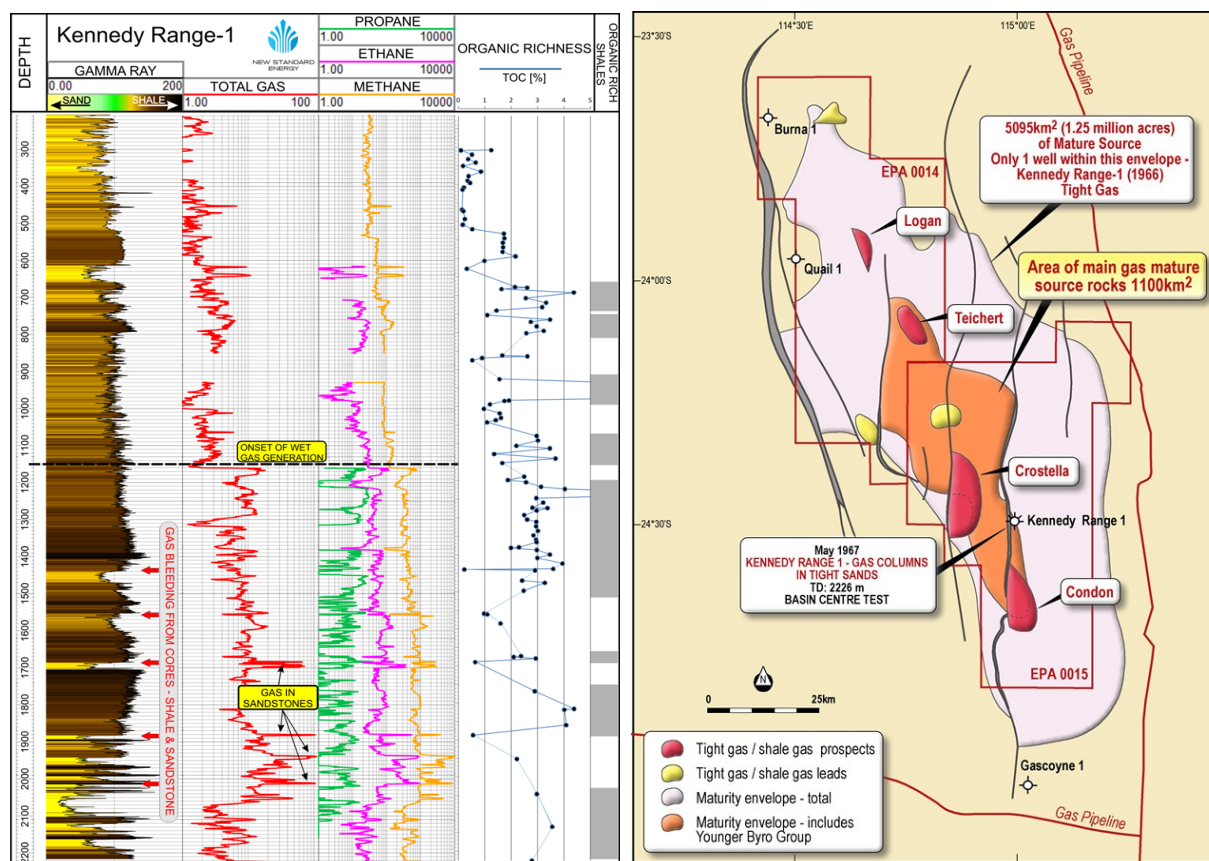 DEPTH
Kennedy Range-1
NEW STANDARD
ENERGY
GAMMA RAY
0.00 200
SAND SHALE
TOTAL GAS
1.00 100
PROPANE
1.00 10000
ETHANE
1.00 10000
METHANE
1.00 10000
ORGANIC RICHNESS
TOC [%]
0 1 2 3 4 5
ORGANIC RICH
SHALES
300
400
500
600
700
800
900
1000
1100
1200
1300
1400
1500
1600
1700
1800
1900
2000
2100
2200
ONSET OF WET
GAS GENERATION
GAS BLEEDING FROM CORES - SHALE & SANDSTONE
GAS IN
SANDSTONES
114°30'E
115°00'E
23°30'S
24°00'S
24°30'S
Gas Pipeline
Burna 1
EPA 0014
5095km² (1.25 million acres)
of Mature Source
Only 1 well within this envelope -
Kennedy Range-1 (1966)
Tight Gas
Logan
Quail 1
Area of main gas mature
source rocks 1100km²
Teichert
Crostella
Kennedy Range 1
May 1967
KENNEDY RANGE 1 - GAS COLUMNS
IN TIGHT SANDS
TD: 2226 m
BASIN CENTRE TEST
Condon
EPA 0015
N
0 25km
Tight gas / shale gas prospects
Tight gas / shale gas leads
Maturity envelope - total
Maturity envelope - includes
Younger Byro Group
Gascoyne 1
Gas Pipeline